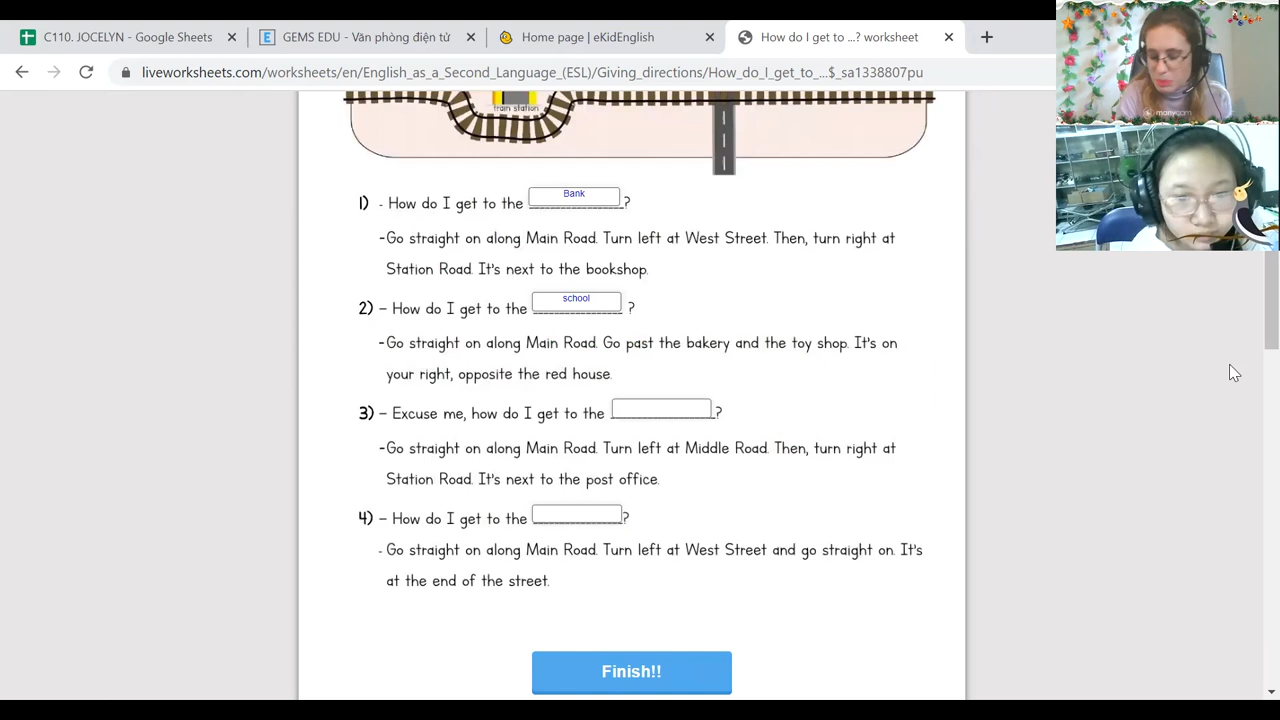 C110. JOCELYN - Google Sheets
GEMS EDU - Văn phòng điện tử
Home page | eKidEnglish
How do I get to ...? worksheet
liveworksheets.com/worksheets/en/English_as_a_Second_Language_(ESL)/Giving_directions/How_do_I_get_to_...$_sa1338807pu
manycam
train station
1) - How do I get to the Bank?
-Go straight on along Main Road. Turn left at West Street. Then, turn right at
Station Road. It's next to the bookshop.
2) – How do I get to the school ?
-Go straight on along Main Road. Go past the bakery and the toy shop. It's on
your right, opposite the red house.
3) – Excuse me, how do I get to the ?
-Go straight on along Main Road. Turn left at Middle Road. Then, turn right at
Station Road. It's next to the post office.
4) – How do I get to the ?
- Go straight on along Main Road. Turn left at West Street and go straight on. It's
at the end of the street.
Finish!!